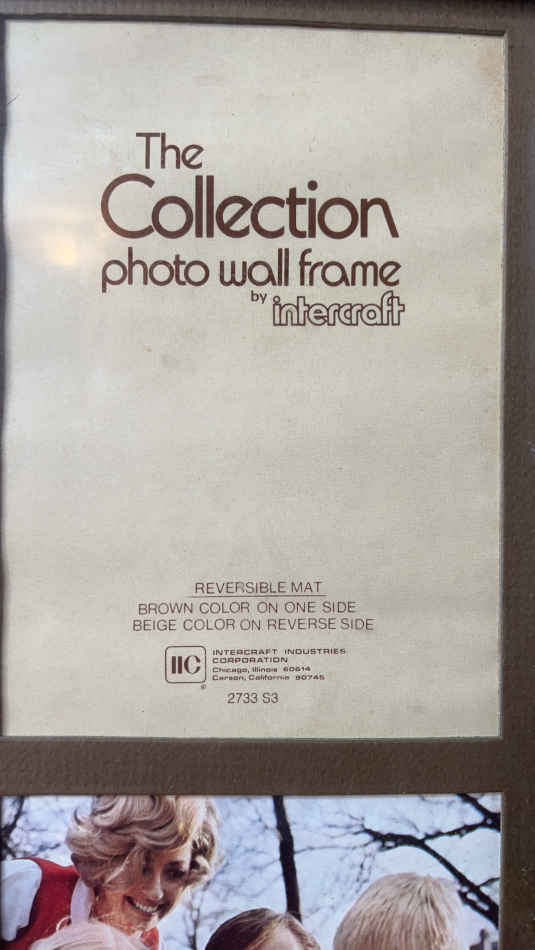 The
Collection
photo wall frame
by intercraft
REVERSIBLE MAT
BROWN COLOR ON ONE SIDE
BEIGE COLOR ON REVERSE SIDE
IIC
INTERCRAFT INDUSTRIES
CORPORATION
Chicago, Illinois 60614
Carson, California 90745
©
2733 S3